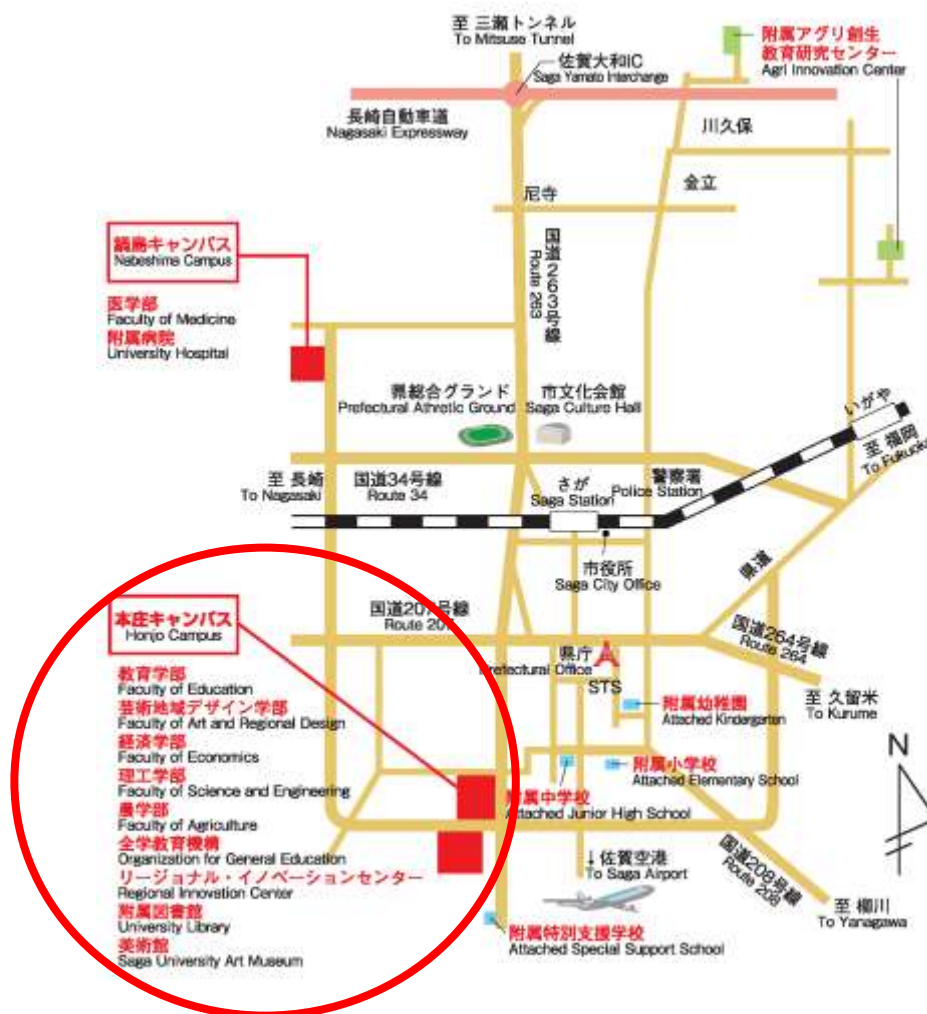 至 三瀬トンネル
To Mitsuse Tunnel
佐賀大和IC
Saga Yamato Interchange
附属アグリ創生
教育研究センター
Agri Innovation Center
長崎自動車道
Nagasaki Expressway
川久保
金立
尼寺
国道263号線
Route 263
鍋島キャンパス
Nabeshima Campus
医学部
Faculty of Medicine
附属病院
University Hospital
県総合グランド
Prefectural Athretic Ground
市文化会館
Saga Culture Hall
いがや
至 福岡
To Fukuoka
至 長崎
To Nagasaki
国道34号線
Route 34
さが
Saga Station
警察署
Police Station
市役所
Saga City Office
県道
国道207号線
Route 207
国道264号線
Route 264
県庁
Prefectural Office
STS
至 久留米
To Kurume
本庄キャンパス
Honjo Campus
教育学部
Faculty of Education
芸術地域デザイン学部
Faculty of Art and Regional Design
経済学部
Faculty of Economics
理工学部
Faculty of Science and Engineering
農学部
Faculty of Agriculture
全学教育機構
Organization for General Education
リージョナル・イノベーションセンター
Regional Innovation Center
附属図書館
University Library
美術館
Saga University Art Museum
附属幼稚園
Attached Kindergarten
附属小学校
Attached Elementary School
附属中学校
Attached Junior High School
N
↓佐賀空港
To Saga Airport
国道208号線
Route 208
至 柳川
To Yanagawa
附属特別支援学校
Attached Special Support School